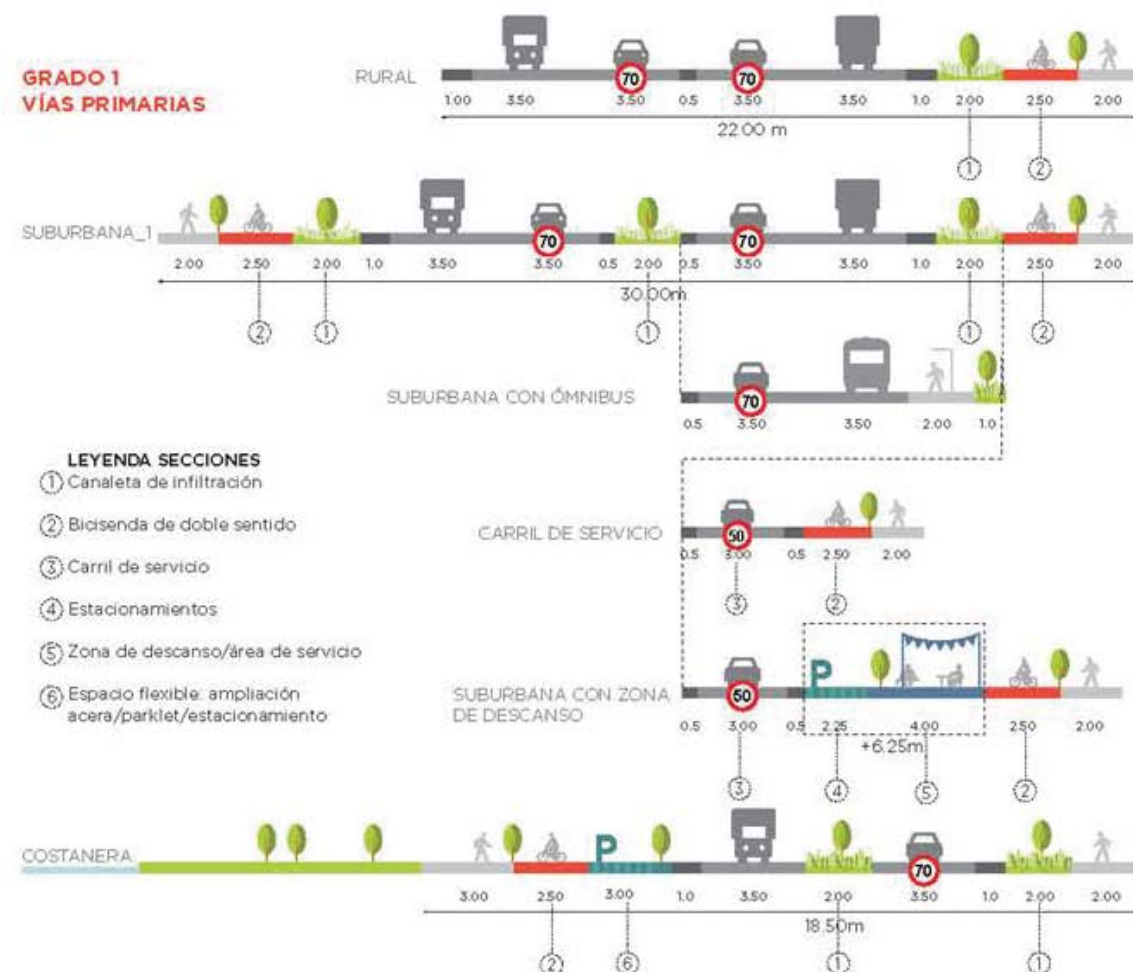 GRADO 1
VÍAS PRIMARIAS
RURAL
70 70
1.00 3.50 3.50 0.5 3.50 3.50 1.0 2.00 2.50 2.00
22.00 m
1 2
SUBURBANA_1
70 70
2.00 2.50 2.00 1.0 3.50 3.50 0.5 2.00 0.5 3.50 3.50 1.0 2.00 2.50 2.00
30.00m
2 1 1 1 2
SUBURBANA CON ÓMNIBUS
70
0.5 3.50 3.50 2.00 1.0
LEYENDA SECCIONES
1 Canaleta de infiltración
2 Bicisenda de doble sentido
3 Carril de servicio
4 Estacionamientos
5 Zona de descanso/área de servicio
6 Espacio flexible: ampliación
acera/parklet/estacionamiento
CARRIL DE SERVICIO
50
0.5 3.00 0.5 2.50 2.00
3 2
SUBURBANA CON ZONA
DE DESCANSO
P
50
0.5 3.00 0.5 2.25 4.00 2.50 2.00
+6.25m
3 4 5 2
COSTANERA
P
70
3.00 2.50 3.00 1.0 3.50 2.00 3.50 1.0 2.00 2.00
18.50m
2 6 1 1